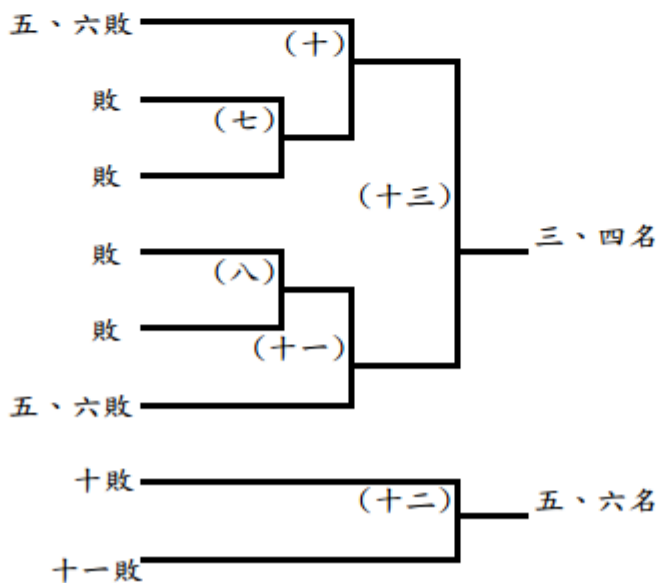 五、六敗
(十)
敗
(七)
敗
(十三)
三、四名
敗
(八)
敗
(十一)
五、六敗
十敗
(十二)
五、六名
十一敗